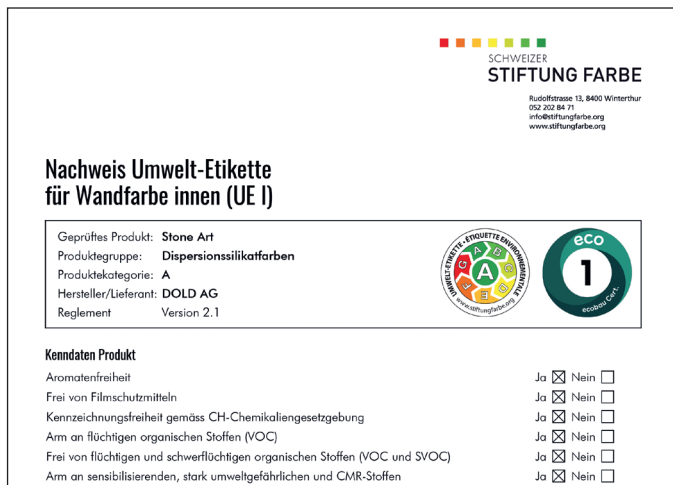 SCHWEIZER
STIFTUNG FARBE
Rudolfstrasse 13, 8400 Winterthur
052 202 84 71
info@stiftungfarbe.org
www.stiftungfarbe.org
Nachweis Umwelt-Etikette
für Wandfarbe innen (UE I)
Geprüftes Produkt: Stone Art
Produktegruppe: Dispersionssilikatfarben
Produktekategorie: A
Hersteller/Lieferant: DOLD AG
Reglement Version 2.1
UMWELT-ETIKETTE • ÉTIQUETTE ENVIRONNEMENTALE
www.stiftungfarbe.org
A B C D E F G
A
eco
1
ecobau Cert.
Kenndaten Produkt
Aromatenfreiheit Ja ☒ Nein ☐
Frei von Filmschutzmitteln Ja ☒ Nein ☐
Kennzeichnungsfreiheit gemäss CH-Chemikaliengesetzgebung Ja ☒ Nein ☐
Arm an flüchtigen organischen Stoffen (VOC) Ja ☒ Nein ☐
Frei von flüchtigen und schwerflüchtigen organischen Stoffen (VOC und SVOC) Ja ☒ Nein ☐
Arm an sensibilisierenden, stark umweltgefährlichen und CMR-Stoffen Ja ☒ Nein ☐